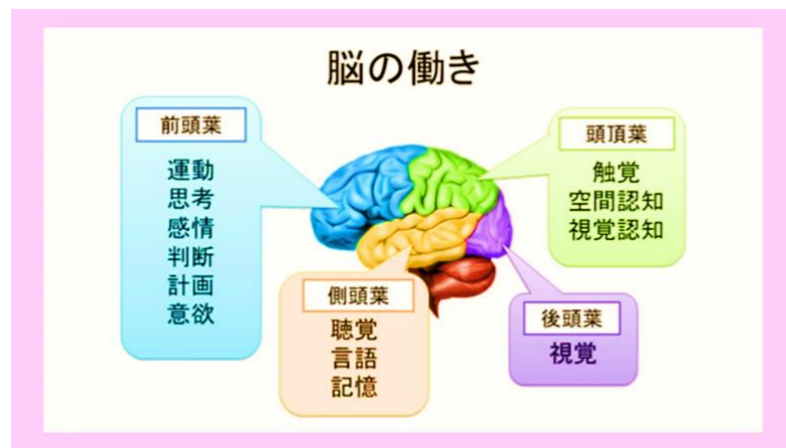 脳の働き
前頭葉
運動
思考
感情
判断
計画
意欲
頭頂葉
触覚
空間認知
視覚認知
側頭葉
聴覚
言語
記憶
後頭葉
視覚